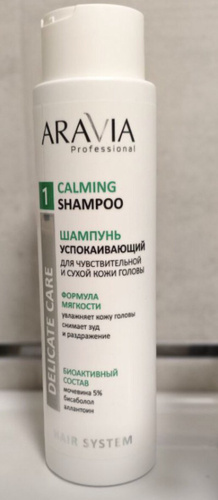 ARAVIA
Professional
1
CALMING
SHAMPOO
ШАМПУНЬ
УСПОКАИВАЮЩИЙ
ДЛЯ ЧУВСТВИТЕЛЬНОЙ
И СУХОЙ КОЖИ ГОЛОВЫ
ФОРМУЛА
МЯГКОСТИ
увлажняет кожу головы
снимает зуд
и раздражение
DELICATE CARE
БИОАКТИВНЫЙ
СОСТАВ
мочевина 5%
бисаболол
аллантоин
HAIR SYSTEM